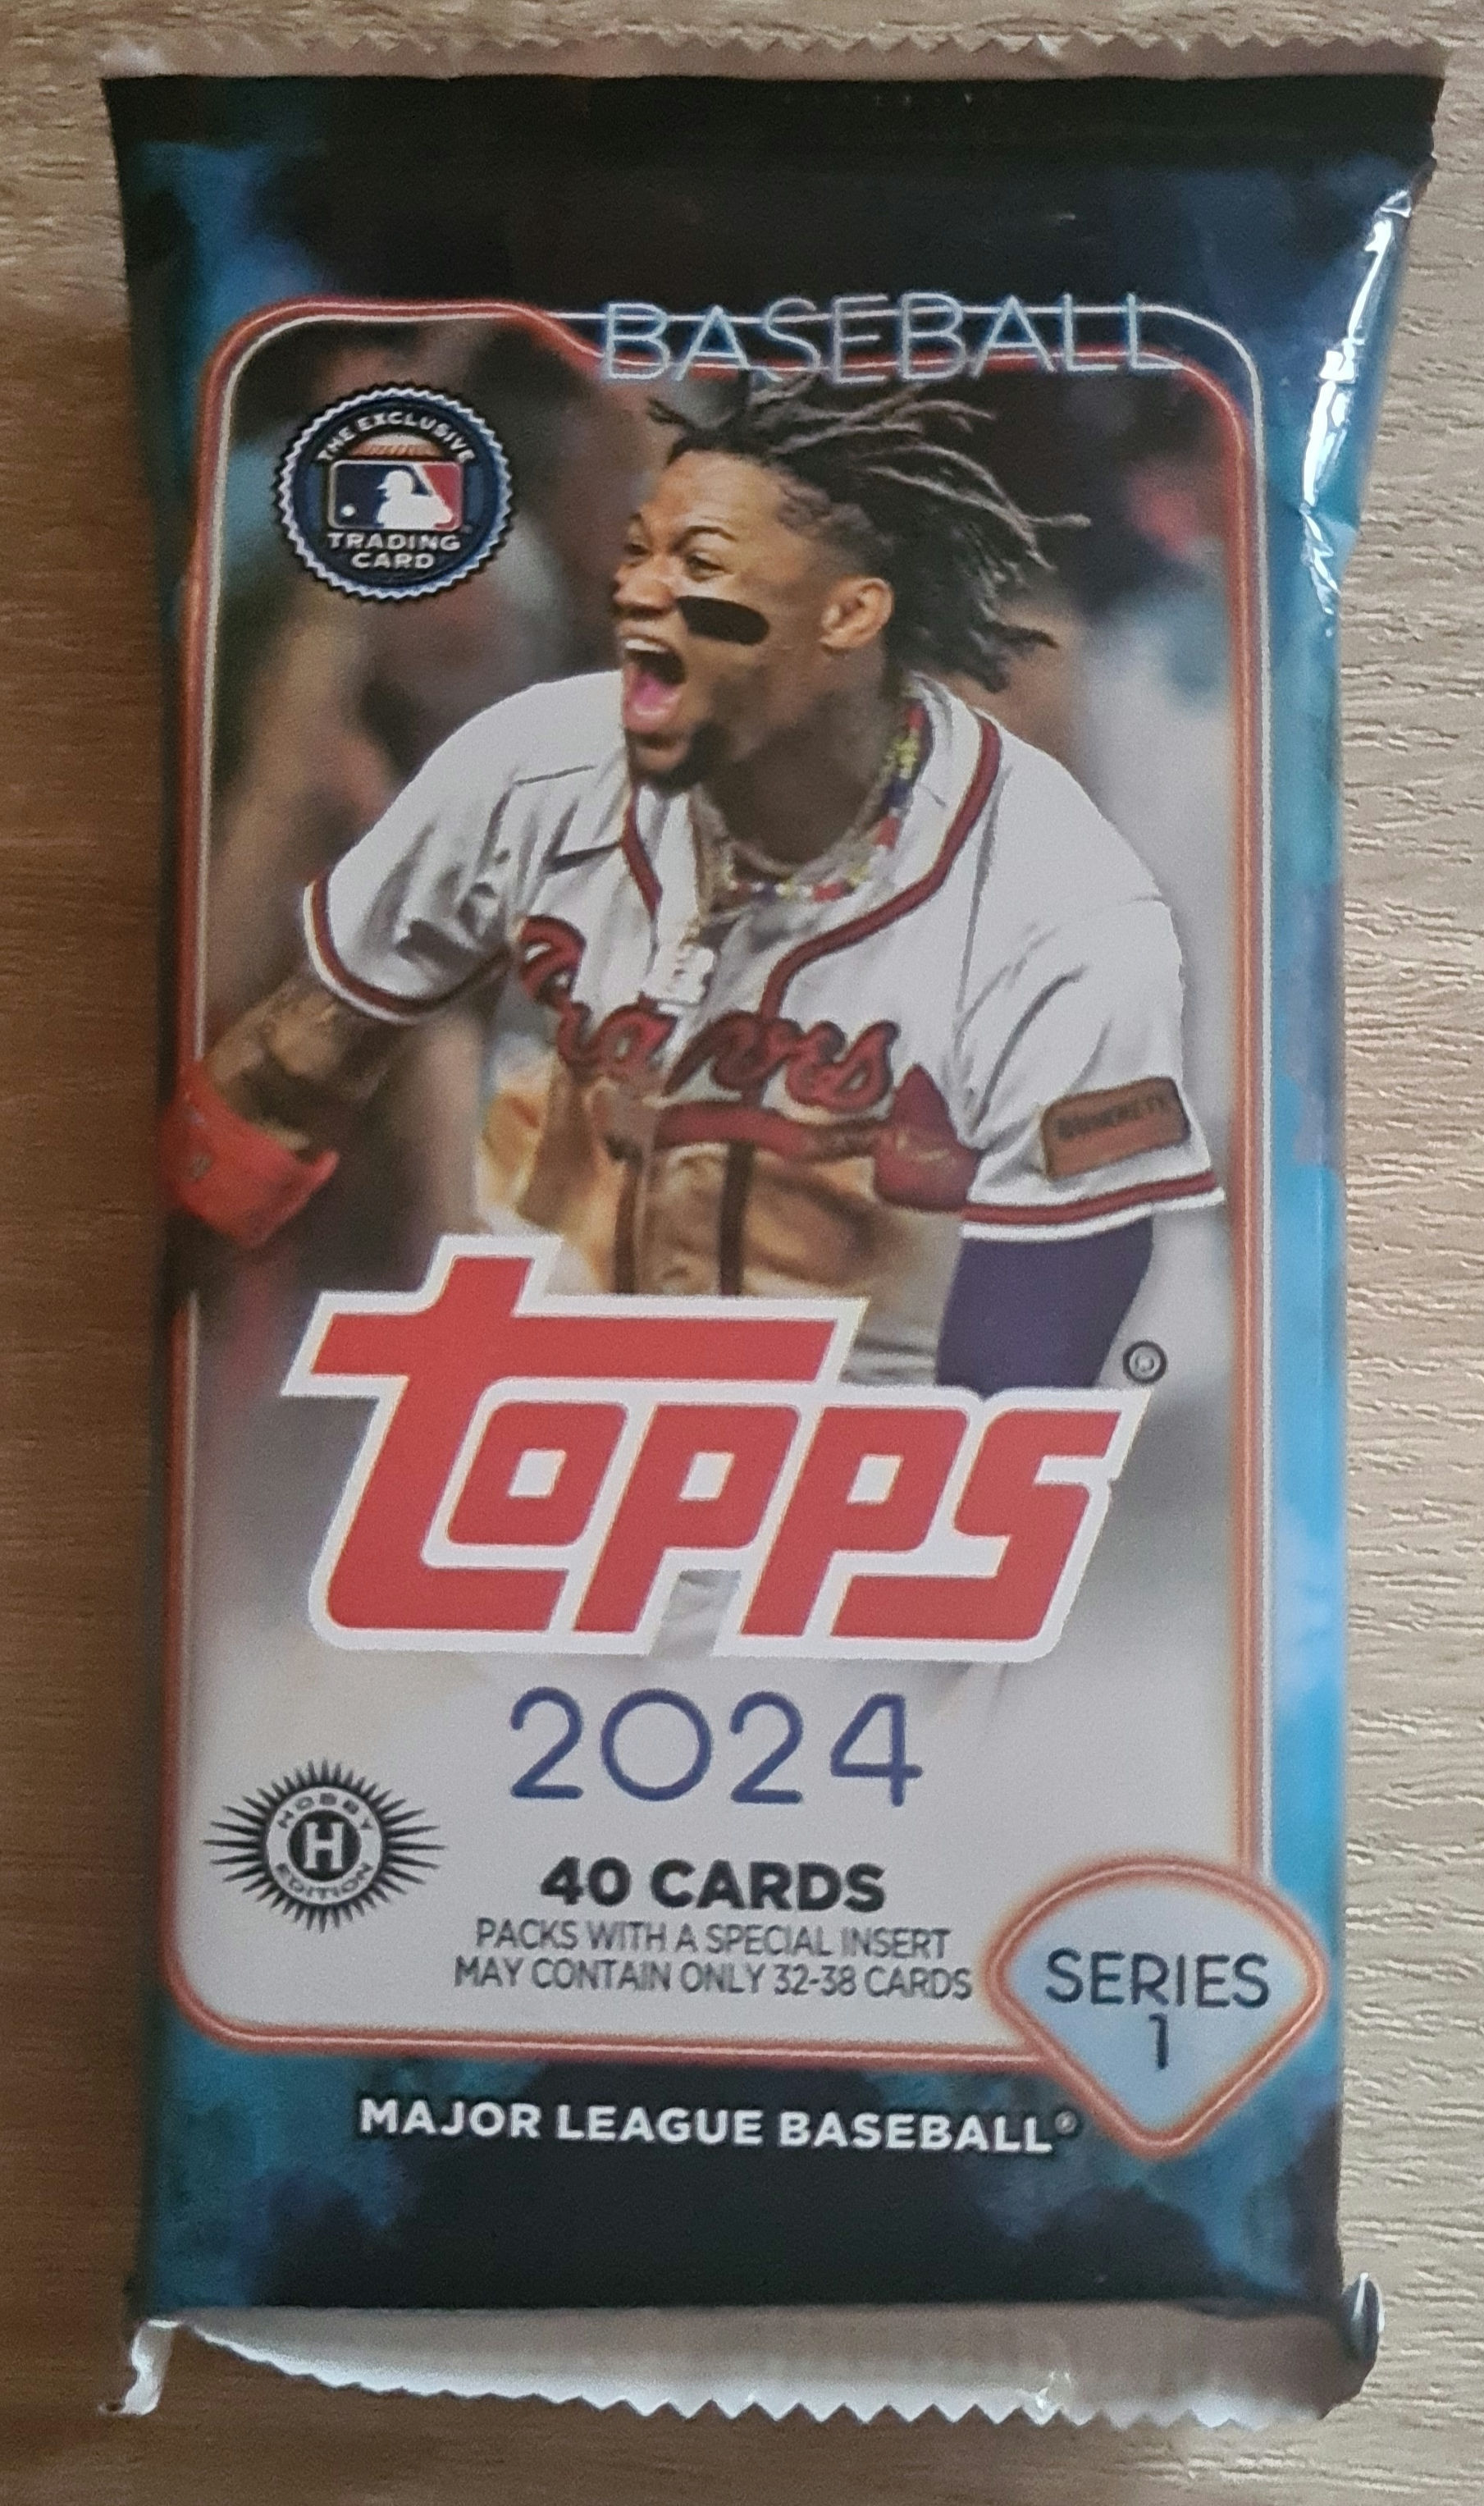 BASEBALL
THE EXCLUSIVE
TRADING
CARD
Braves
topps®
2024
HOBBY
H
EDITION
40 CARDS
PACKS WITH A SPECIAL INSERT
MAY CONTAIN ONLY 32-38 CARDS
SERIES
1
MAJOR LEAGUE BASEBALL®